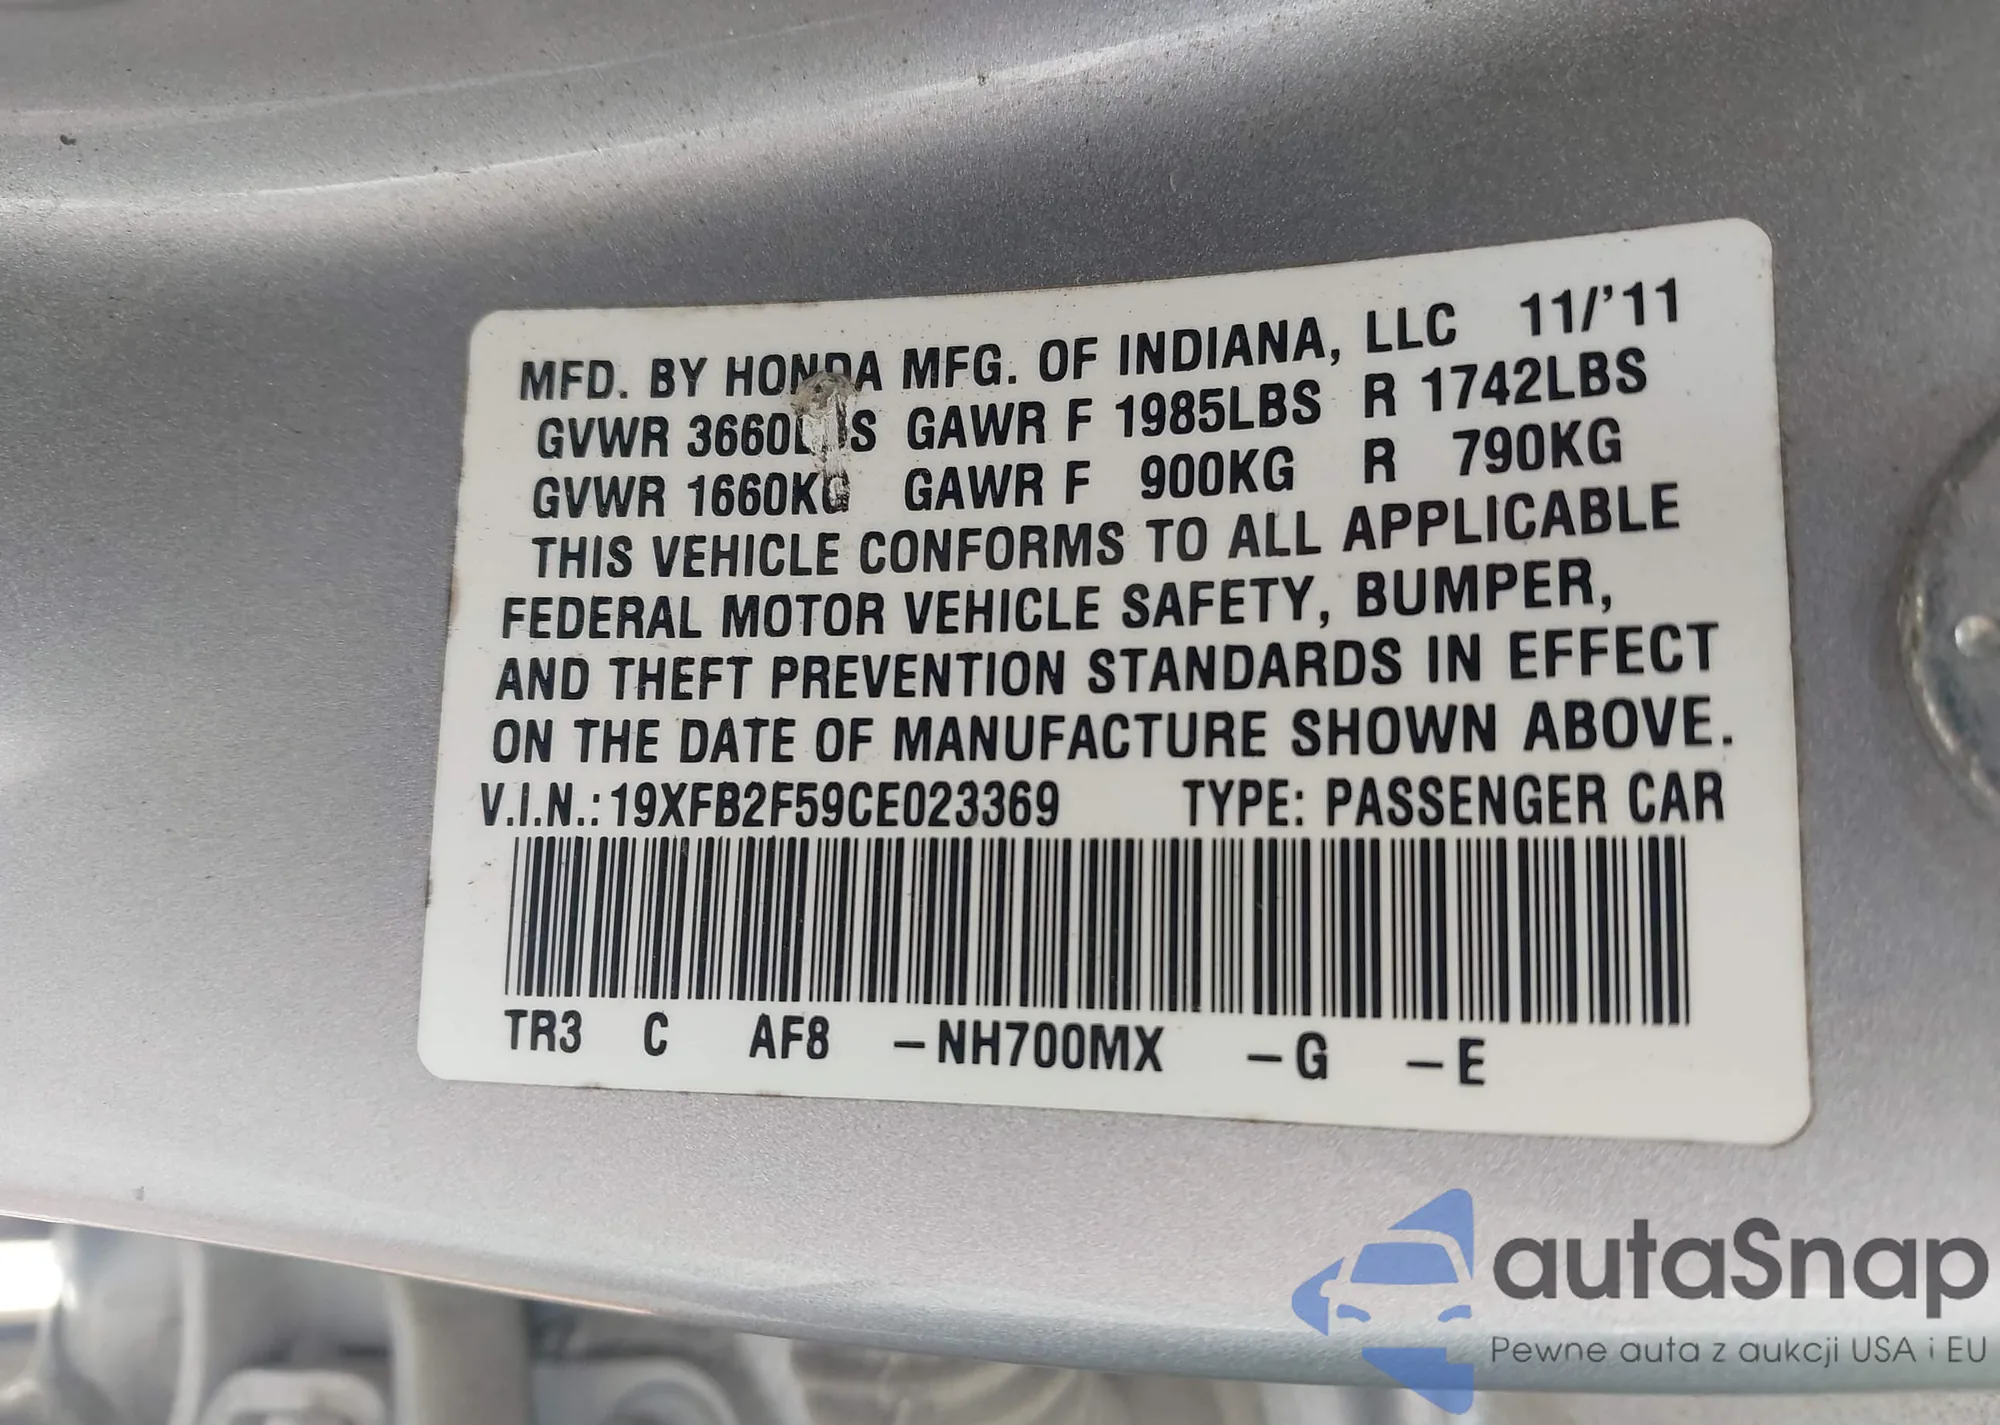 MFD. BY HONDA MFG. OF INDIANA, LLC 11/'11
GVWR 3660LBS GAWR F 1985LBS R 1742LBS
GVWR 1660KG GAWR F 900KG R 790KG
THIS VEHICLE CONFORMS TO ALL APPLICABLE
FEDERAL MOTOR VEHICLE SAFETY, BUMPER,
AND THEFT PREVENTION STANDARDS IN EFFECT
ON THE DATE OF MANUFACTURE SHOWN ABOVE.
V.I.N.: 19XFB2F59CE023369 TYPE: PASSENGER CAR
TR3 C AF8 –NH700MX –G –E
autaSnap
Pewne auta z aukcji USA i EU